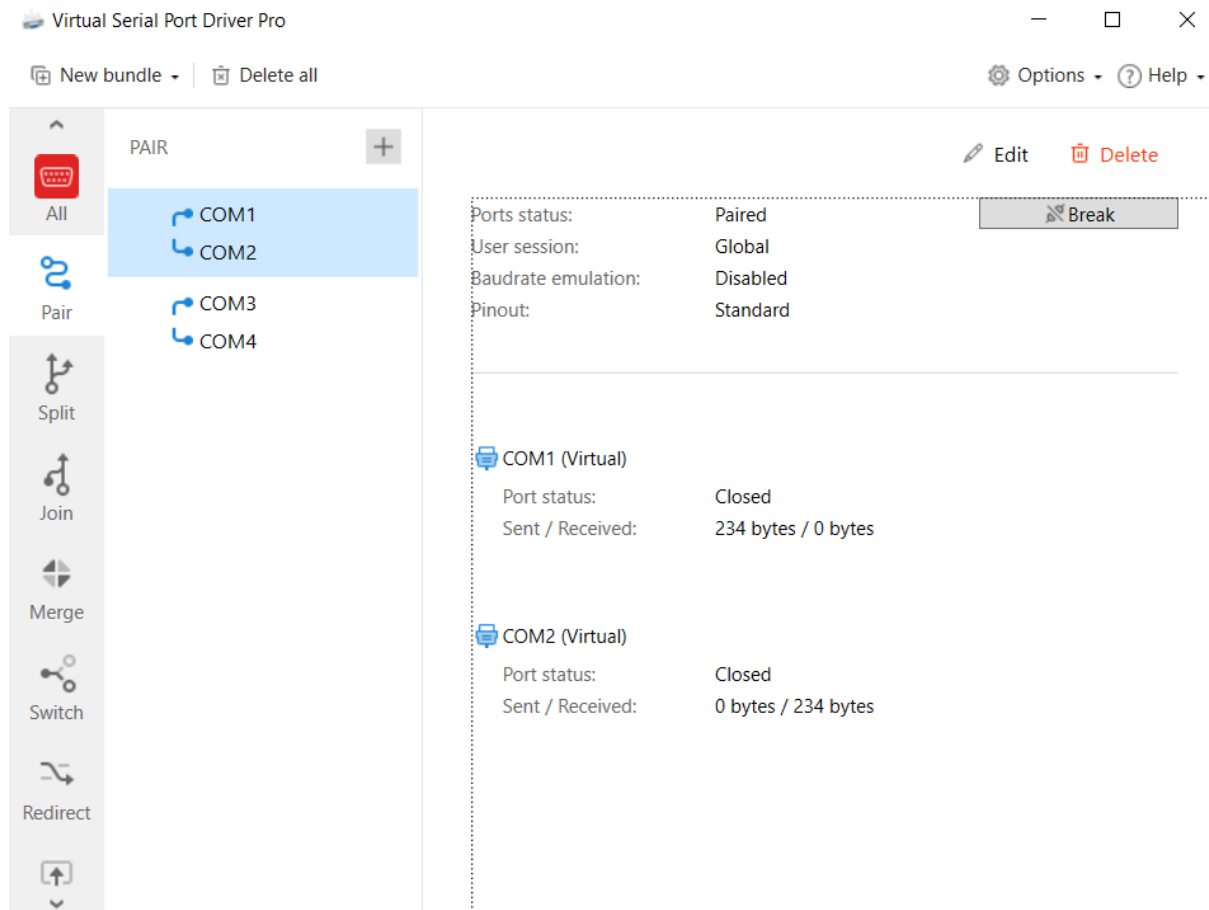 Virtual Serial Port Driver Pro
New bundle
Delete all
Options
Help
All
Pair
Split
Join
Merge
Switch
Redirect
PAIR
COM1
COM2
COM3
COM4
Edit
Delete
Ports status: Paired
Break
User session: Global
Baudrate emulation: Disabled
Pinout: Standard
COM1 (Virtual)
Port status: Closed
Sent / Received: 234 bytes / 0 bytes
COM2 (Virtual)
Port status: Closed
Sent / Received: 0 bytes / 234 bytes